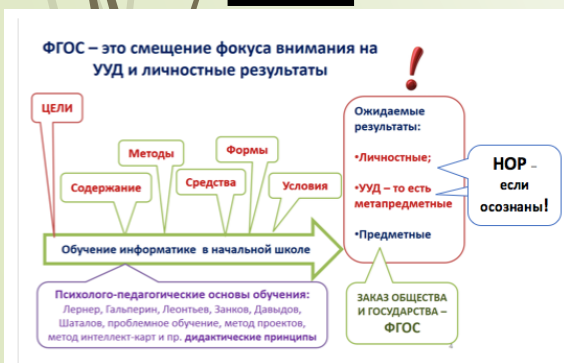 ФГОС – это смещение фокуса внимания на
УУД и личностные результаты
!
ЦЕЛИ
Содержание
Методы
Средства
Формы
Условия
Обучение информатике в начальной школе
Психолого-педагогические основы обучения:
Лернер, Гальперин, Леонтьев, Занков, Давыдов,
Шаталов, проблемное обучение, метод проектов,
метод интеллект-карт и пр. дидактические принципы
Ожидаемые
результаты:
•Личностные;
•УУД – то есть
метапредметные
•Предметные
НОР –
если
осознаны!
ЗАКАЗ ОБЩЕСТВА
И ГОСУДАРСТВА –
ФГОС